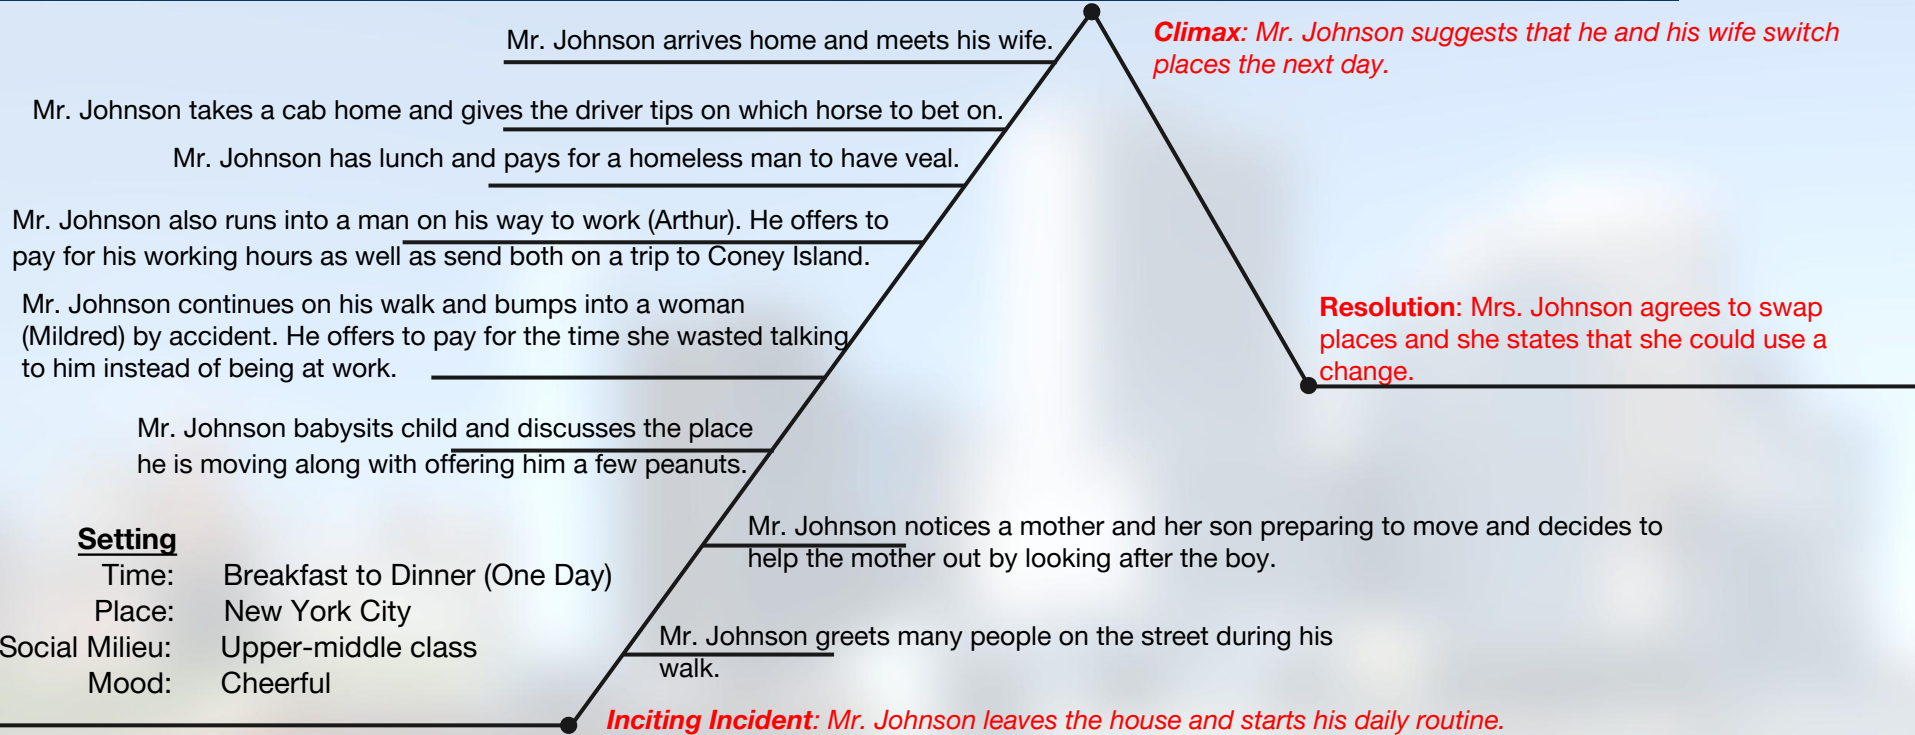 Mr. Johnson arrives home and meets his wife.
Climax: Mr. Johnson suggests that he and his wife switch
places the next day.
Mr. Johnson takes a cab home and gives the driver tips on which horse to bet on.
Mr. Johnson has lunch and pays for a homeless man to have veal.
Mr. Johnson also runs into a man on his way to work (Arthur). He offers to
pay for his working hours as well as send both on a trip to Coney Island.
Mr. Johnson continues on his walk and bumps into a woman
(Mildred) by accident. He offers to pay for the time she wasted talking
to him instead of being at work.
Resolution: Mrs. Johnson agrees to swap
places and she states that she could use a
change.
Mr. Johnson babysits child and discusses the place
he is moving along with offering him a few peanuts.
Mr. Johnson notices a mother and her son preparing to move and decides to
help the mother out by looking after the boy.
Setting
Time: Breakfast to Dinner (One Day)
Place: New York City
Social Milieu: Upper-middle class
Mood: Cheerful
Mr. Johnson greets many people on the street during his
walk.
Inciting Incident: Mr. Johnson leaves the house and starts his daily routine.